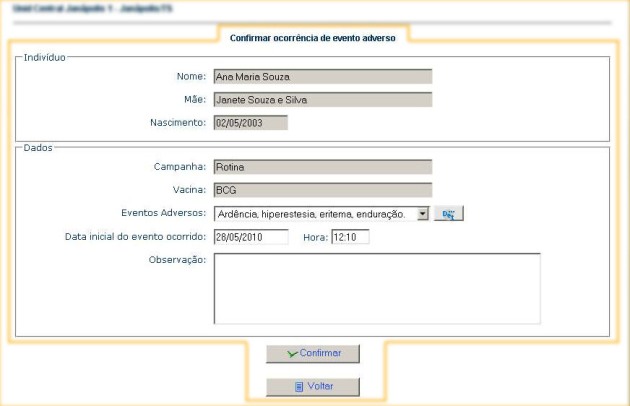 Unid Central Janápolis 1 - Janápolis/TS
Confirmar ocorrência de evento adverso
Indivíduo
Nome: Ana Maria Souza
Mãe: Janete Souza e Silva
Nascimento: 02/05/2003
Dados
Campanha: Rotina
Vacina: BCG
Eventos Adversos: Ardência, hiperestesia, eritema, enduração.
Data inicial do evento ocorrido: 28/05/2010 Hora: 12:10
Observação:
Confirmar
Voltar